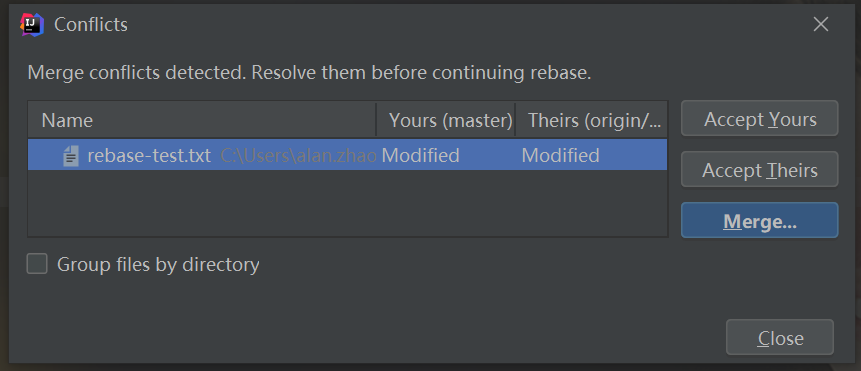 IJ
Conflicts
Merge conflicts detected. Resolve them before continuing rebase.
Name Yours (master) Theirs (origin/...
rebase-test.txt C:\Users\alan.zhao Modified Modified
Accept Yours
Accept Theirs
Merge...
Group files by directory
Close